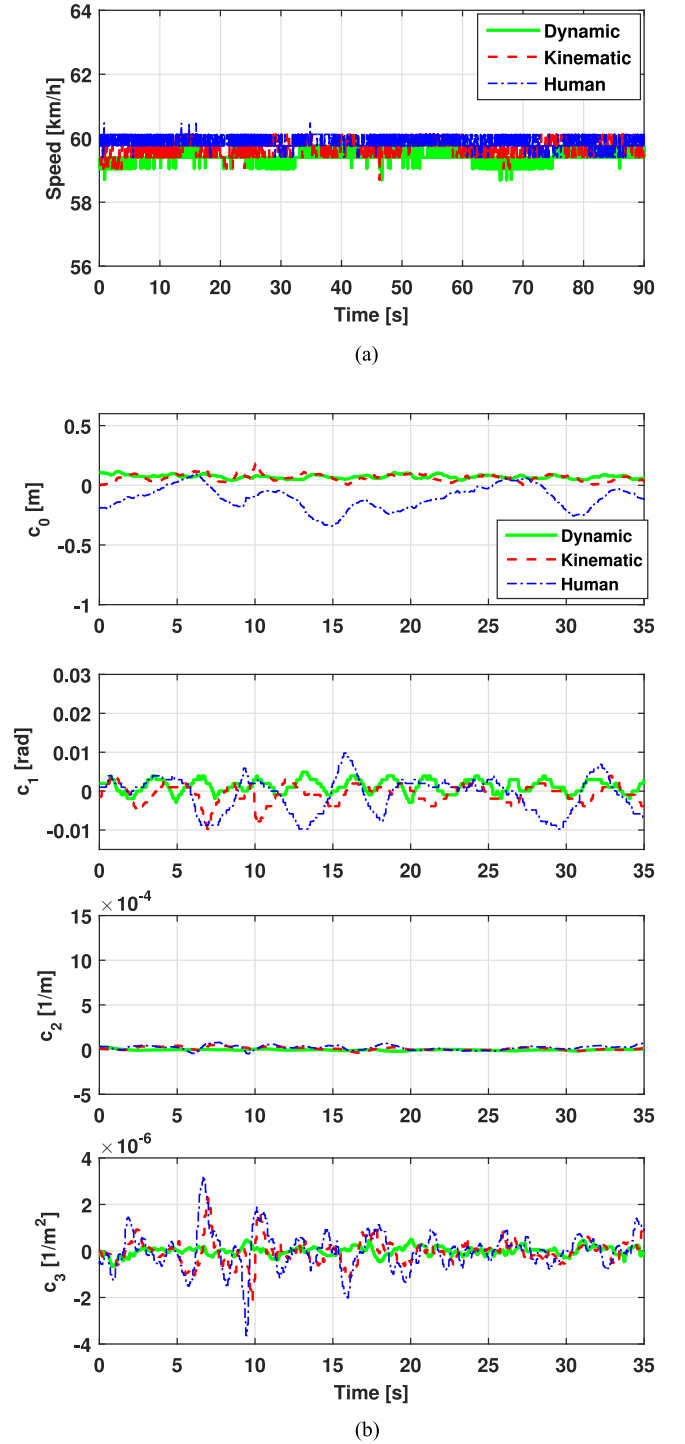 64
62
60
58
56
Speed [km/h]
Dynamic
Kinematic
Human
0 10 20 30 40 50 60 70 80 90
Time [s]
(a)
0.5
0
-0.5
-1
c0 [m]
Dynamic
Kinematic
Human
0 5 10 15 20 25 30 35
0.03
0.02
0.01
0
-0.01
c1 [rad]
0 5 10 15 20 25 30 35
× 10-4
15
10
5
0
-5
c2 [1/m]
0 5 10 15 20 25 30 35
× 10-6
4
2
0
-2
-4
c3 [1/m2]
0 5 10 15 20 25 30 35
Time [s]
(b)